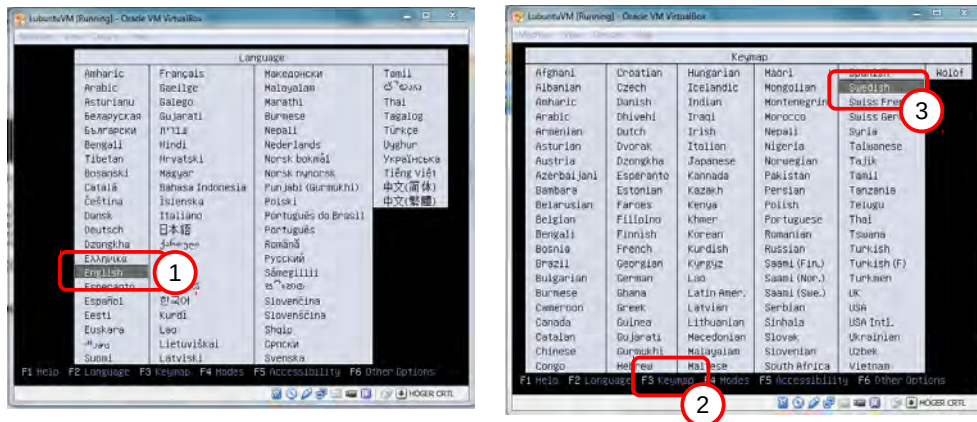 LubuntuVM [Running] - Oracle VM VirtualBox
Language
Amharic Français Македонски Tamil
Arabic Gaeilge Malayalam
Asturianu Galego Marathi Thai
Беларуская Gujarati Burmese Tagalog
Български עברית Nepali Türkçe
Bengali Hindi Nederlands Uyghur
Tibetan Hrvatski Norsk bokmål Українська
Bosanski Magyar Norsk nynorsk Tiếng Việt
Català Bahasa Indonesia Punjabi (Gurmukhi) 中文(简体)
Čeština Íslenska Polski 中文(繁體)
Dansk Italiano Português do Brasil
Deutsch 日本語 Português
Dzongkha Română
Ελληνικά Русский
English 1 Sámegillii
Esperanto
Español 한국어 Slovenčina
Eesti Kurdî Slovenščina
Euskara Lao Shqip
Lietuviškai Српски
Suomi Latviski Svenska
F1 Help F2 Language F3 Keymap F4 Modes F5 Accessibility F6 Other Options
HÖGER CRTL
LubuntuVM [Running] - Oracle VM VirtualBox
Keymap
Afghani Croatian Hungarian Maori Spanish Wolof
Albanian Czech Icelandic Mongolian Swedish
Amharic Danish Indian Montenegrin Swiss Fren
Arabic Dhivehi Iraqi Morocco Swiss Ger 3
Armenian Dutch Irish Nepali Syria
Asturian Dvorak Italian Nigeria Taiwanese
Austria Dzongkha Japanese Norwegian Tajik
Azerbaijani Esperanto Kannada Pakistan Tamil
Bambara Estonian Kazakh Persian Tanzania
Belarusian Faroes Kenya Polish Telugu
Belgian Filipino Khmer Portuguese Thai
Bengali Finnish Korean Romanian Tswana
Bosnia French Kurdish Russian Turkish
Brazil Georgian Kyrgyz Saami (Fin.) Turkish (F)
Bulgarian German Lao Saami (Nor.) Turkmen
Burmese Ghana Latin Amer. Saami (Swe.) UK
Cameroon Greek Latvian Serbian USA
Canada Guinea Lithuanian Sinhala USA Intl.
Catalan Gujarati Macedonian Slovak Ukrainian
Chinese Gurmukhi Malayalam Slovenian Uzbek
Congo Hebrew Maltese South Africa Vietnam
F1 Help F2 Language F3 Keymap F4 Modes F5 Accessibility F6 Other Options
2
HÖGER CRTL